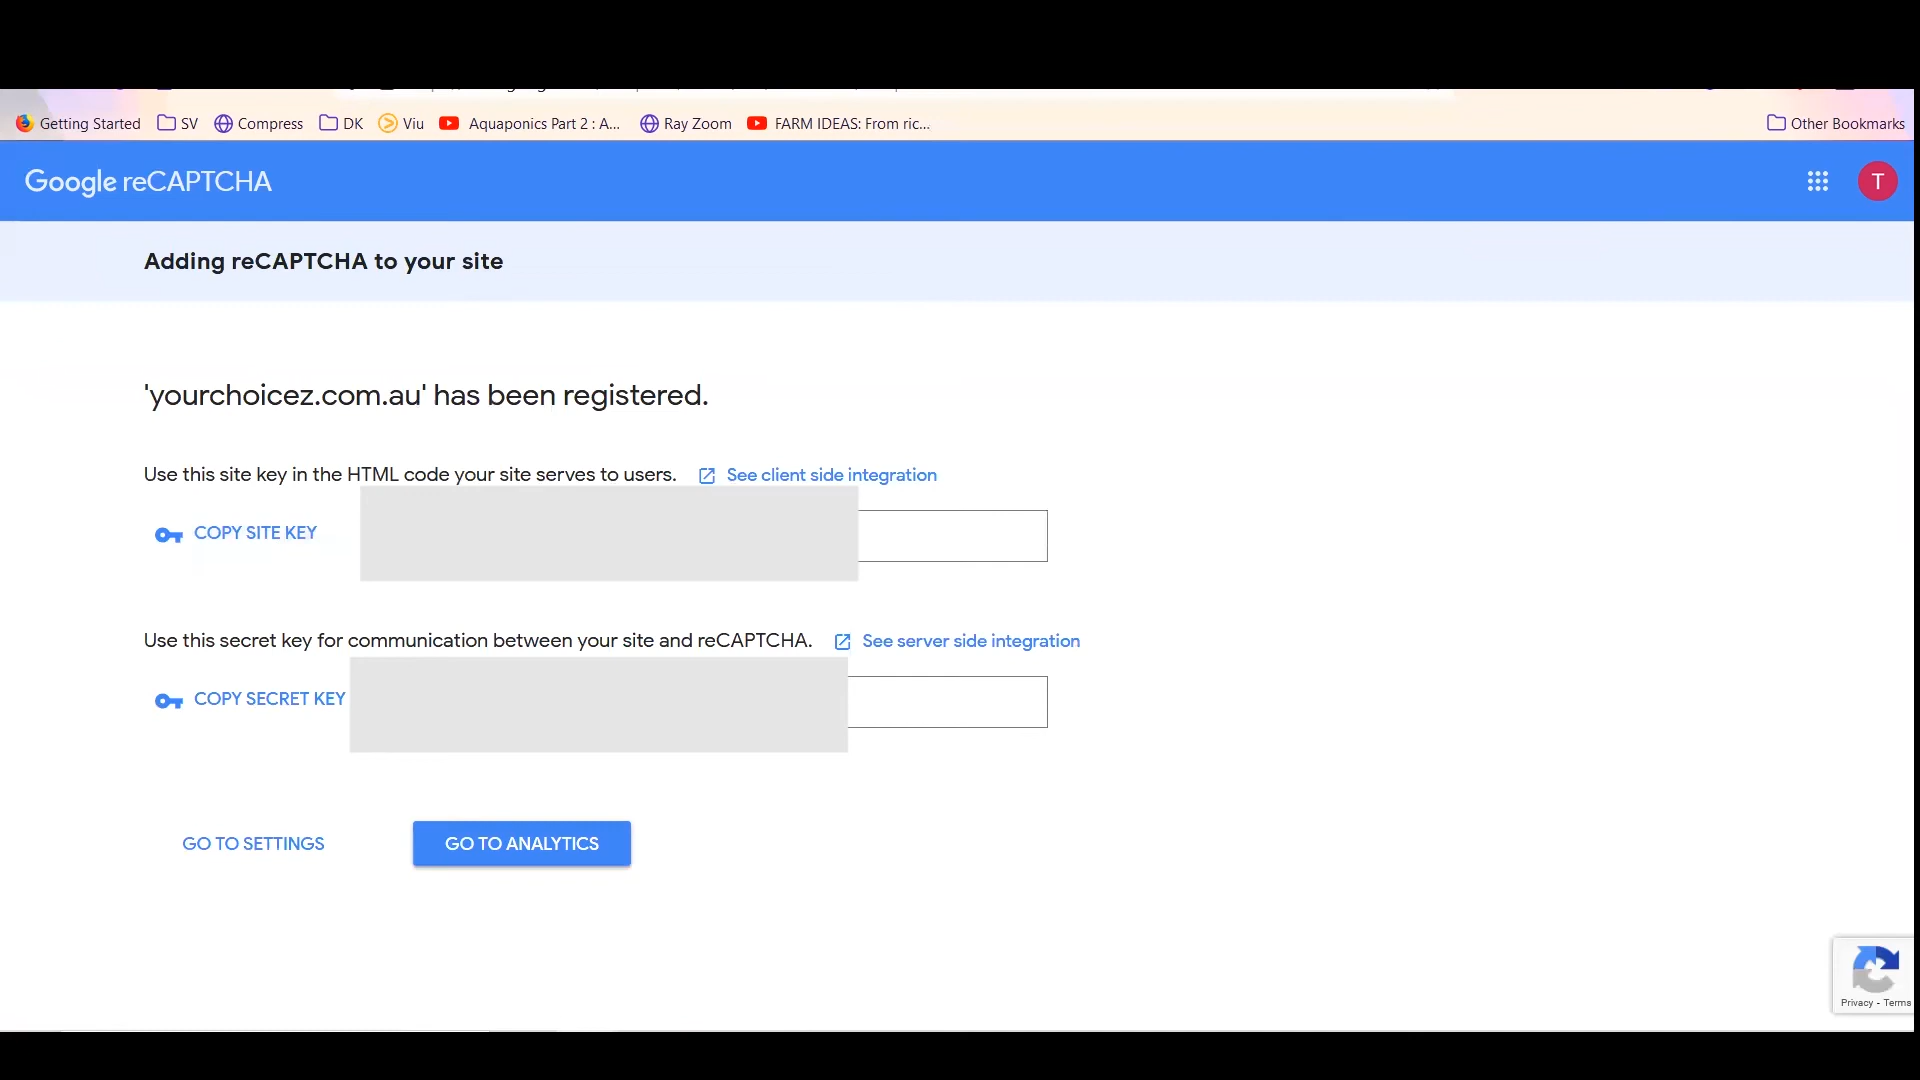 Getting Started SV Compress DK Viu Aquaponics Part 2 : A... Ray Zoom FARM IDEAS: From ric... Other Bookmarks
Google reCAPTCHA T
Adding reCAPTCHA to your site
'yourchoicez.com.au' has been registered.
Use this site key in the HTML code your site serves to users. See client side integration
COPY SITE KEY
Use this secret key for communication between your site and reCAPTCHA. See server side integration
COPY SECRET KEY
GO TO SETTINGS GO TO ANALYTICS
Privacy - Terms